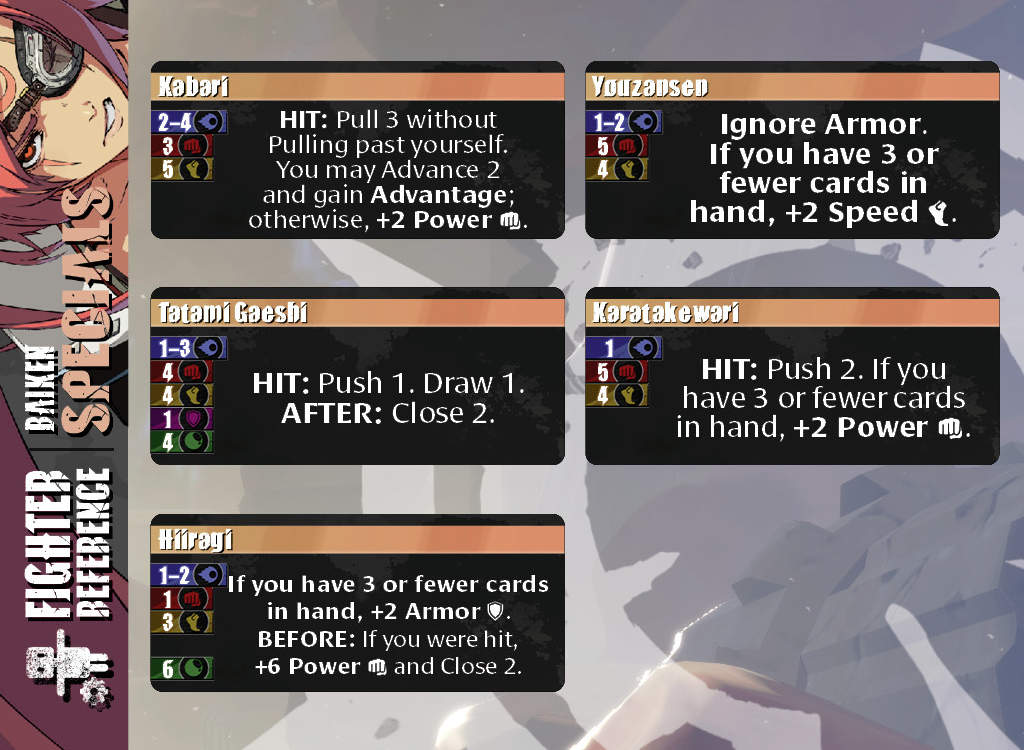 BAIKEN
SPECIALS
FIGHTER
REFERENCE
Kabari
2-4
3
5
HIT: Pull 3 without
Pulling past yourself.
You may Advance 2
and gain Advantage;
otherwise, +2 Power.
Youzansen
1-2
5
4
Ignore Armor.
If you have 3 or
fewer cards in
hand, +2 Speed.
Tatami Gaeshi
1-3
4
4
1
4
HIT: Push 1. Draw 1.
AFTER: Close 2.
Karatakewari
1
5
4
HIT: Push 2. If you
have 3 or fewer cards
in hand, +2 Power.
Hiiragi
1-2
1
3
6
If you have 3 or fewer cards
in hand, +2 Armor.
BEFORE: If you were hit,
+6 Power and Close 2.